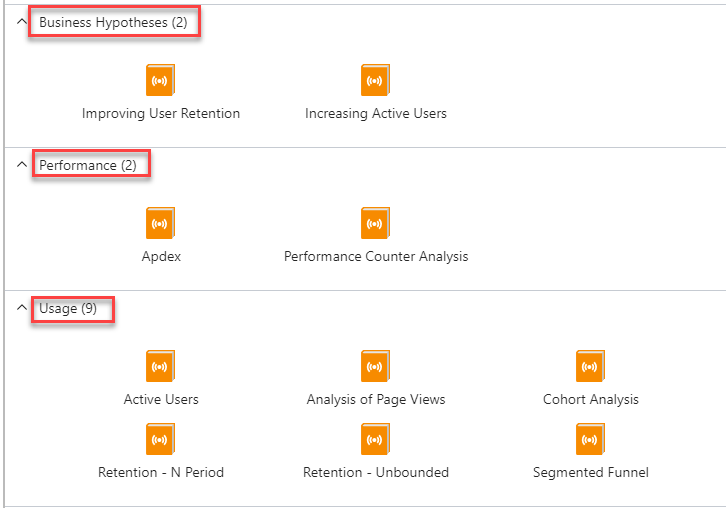 Business Hypotheses (2)
Improving User Retention
Increasing Active Users
Performance (2)
Apdex
Performance Counter Analysis
Usage (9)
Active Users
Analysis of Page Views
Cohort Analysis
Retention - N Period
Retention - Unbounded
Segmented Funnel